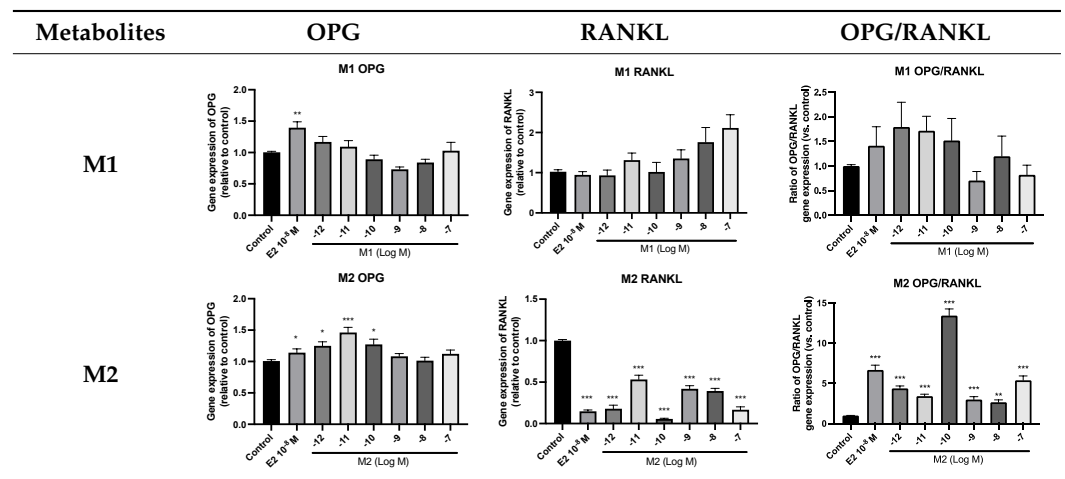 Metabolites OPG RANKL OPG/RANKL
M1
M1 OPG
Gene expression of OPG
(relative to control)
2.0
1.5
1.0
0.5
0.0
**
Control
E2 10⁻⁸ M
-12
-11
-10
-9
-8
-7
M1 (Log M)
M1 RANKL
Gene expression of RANKL
(relative to control)
3
2
1
0
Control
E2 10⁻⁸ M
-12
-11
-10
-9
-8
-7
M1 (Log M)
M1 OPG/RANKL
Ratio of OPG/RANKL
gene expression (vs. control)
2.5
2.0
1.5
1.0
0.5
0.0
Control
E2 10⁻⁸ M
-12
-11
-10
-9
-8
-7
M1 (Log M)
M2
M2 OPG
Gene expression of OPG
(relative to control)
2.0
1.5
1.0
0.5
0.0
*
*
***
*
Control
E2 10⁻⁸ M
-12
-11
-10
-9
-8
-7
M2 (Log M)
M2 RANKL
Gene expression of RANKL
(relative to control)
1.5
1.0
0.5
0.0
***
***
***
***
***
***
***
Control
E2 10⁻⁸ M
-12
-11
-10
-9
-8
-7
M2 (Log M)
M2 OPG/RANKL
Ratio of OPG/RANKL
gene expression (vs. control)
15
10
5
0
***
***
***
***
***
**
***
Control
E2 10⁻⁸ M
-12
-11
-10
-9
-8
-7
M2 (Log M)